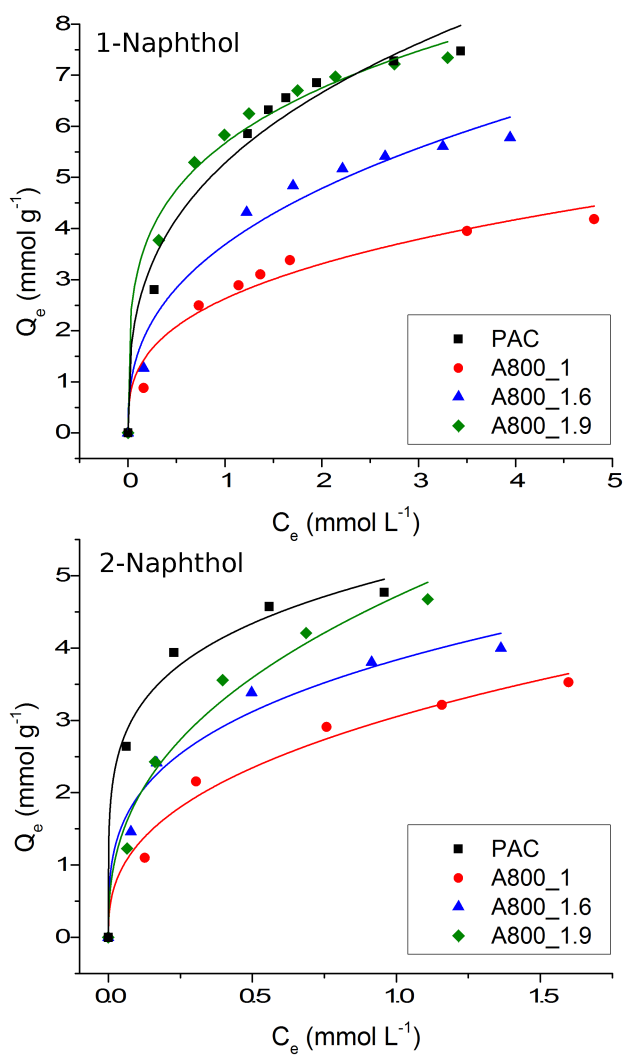 1-Naphthol
8
7
6
5
4
3
2
1
0
Qe (mmol g-1)
PAC
A800_1
A800_1.6
A800_1.9
0 1 2 3 4 5
Ce (mmol L-1)
2-Naphthol
5
4
3
2
1
0
Qe (mmol g-1)
PAC
A800_1
A800_1.6
A800_1.9
0.0 0.5 1.0 1.5
Ce (mmol L-1)